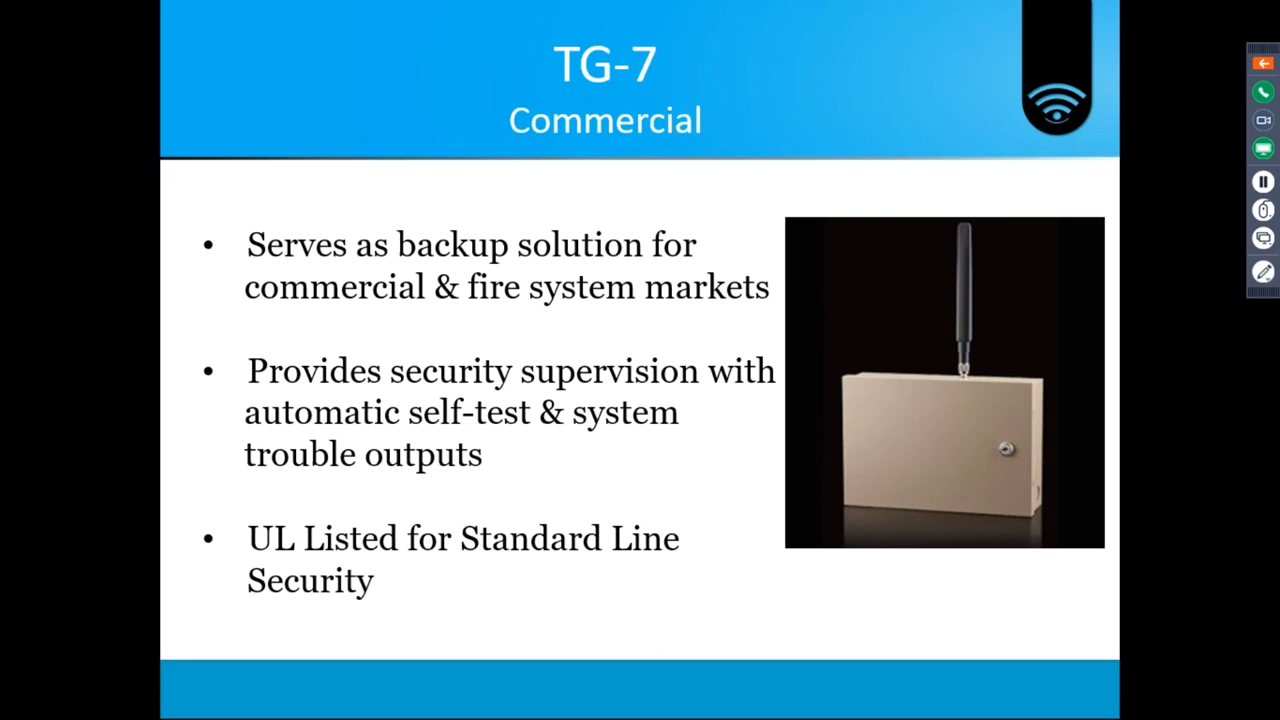 TG-7
Commercial
• Serves as backup solution for
commercial & fire system markets
• Provides security supervision with
automatic self-test & system
trouble outputs
• UL Listed for Standard Line
Security